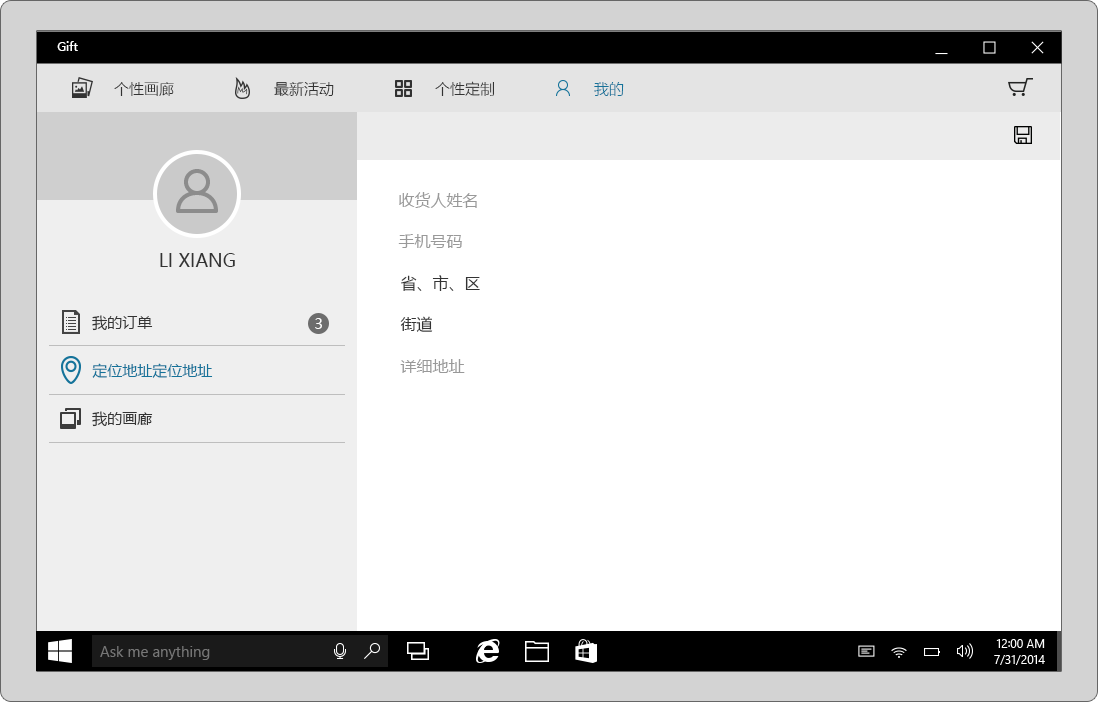 Gift
个性画廊 最新活动 个性定制 我的
LI XIANG
我的订单 3
定位地址定位地址
我的画廊
收货人姓名
手机号码
省、市、区
街道
详细地址
Ask me anything
12:00 AM
7/31/2014